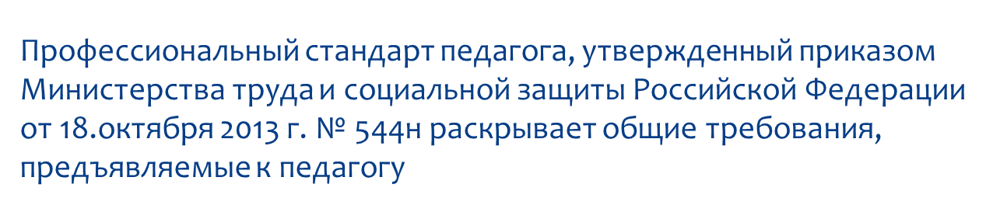 Профессиональный стандарт педагога, утвержденный приказом
Министерства труда и социальной защиты Российской Федерации
от 18.октября 2013 г. № 544н раскрывает общие требования,
предъявляемые к педагогу